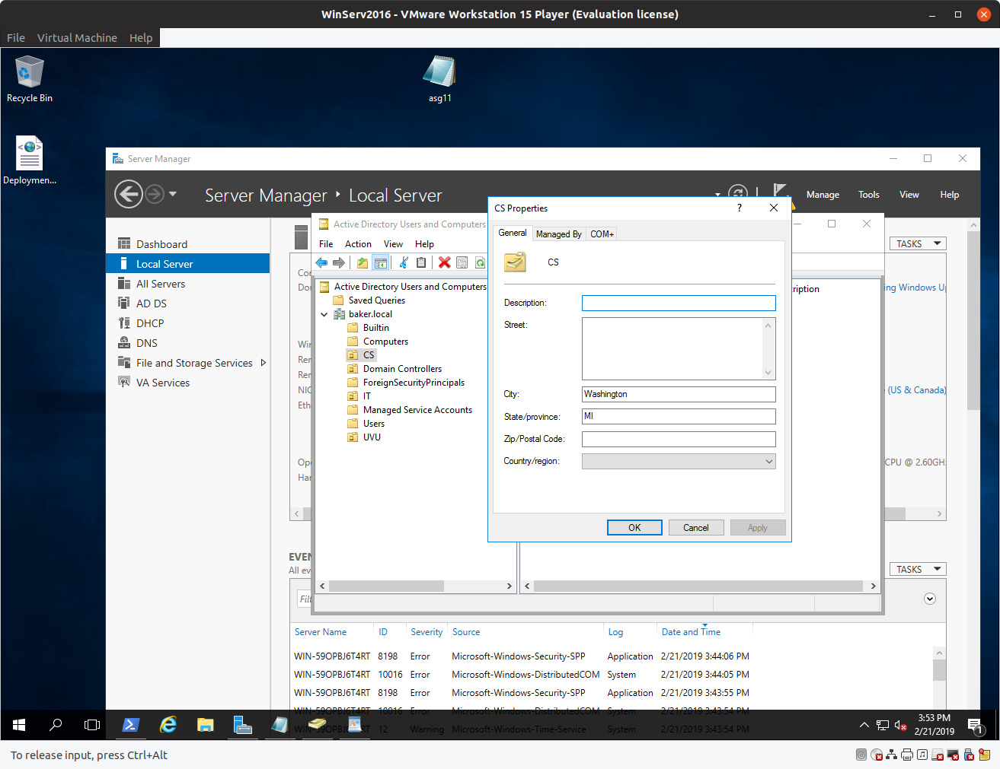 WinServ2016 - VMware Workstation 15 Player (Evaluation license)
File Virtual Machine Help
Recycle Bin
asg11
Deploymen...
Server Manager
Server Manager Local Server
Manage Tools View Help
Dashboard
Local Server
All Servers
AD DS
DHCP
DNS
File and Storage Services
VA Services
TASKS
Active Directory Users and Computers
File Action View Help
Active Directory Users and Computers
Saved Queries
baker.local
Builtin
Computers
CS
Domain Controllers
ForeignSecurityPrincipals
IT
Managed Service Accounts
Users
UVU
CS Properties
? 
General Managed By COM+
CS
Description:
Street:
City: Washington
State/province: MI
Zip/Postal Code:
Country/region:
OK Cancel Apply
ription
ing Windows Up
(US & Canada)
CPU @ 2.60GH
Dor
Wir
Rer
Rer
NIC
Eth
Har
EVEN
All ev
TASKS
Filt
Server Name ID Severity Source Log Date and Time
WIN-59OPBJ6T4RT 8198 Error Microsoft-Windows-Security-SPP Application 2/21/2019 3:44:06 PM
WIN-59OPBJ6T4RT 10016 Error Microsoft-Windows-DistributedCOM System 2/21/2019 3:44:05 PM
WIN-59OPBJ6T4RT 8198 Error Microsoft-Windows-Security-SPP Application 2/21/2019 3:43:55 PM
WIN-59OPBJ6T4RT 10016 Error Microsoft-Windows-DistributedCOM System 2/21/2019 3:43:54 PM
WIN-59OPBJ6T4RT 12 Warning Microsoft-Windows-Time-Service System 2/21/2019 3:43:54 PM
3:53 PM
2/21/2019
1
To release input, press Ctrl+Alt